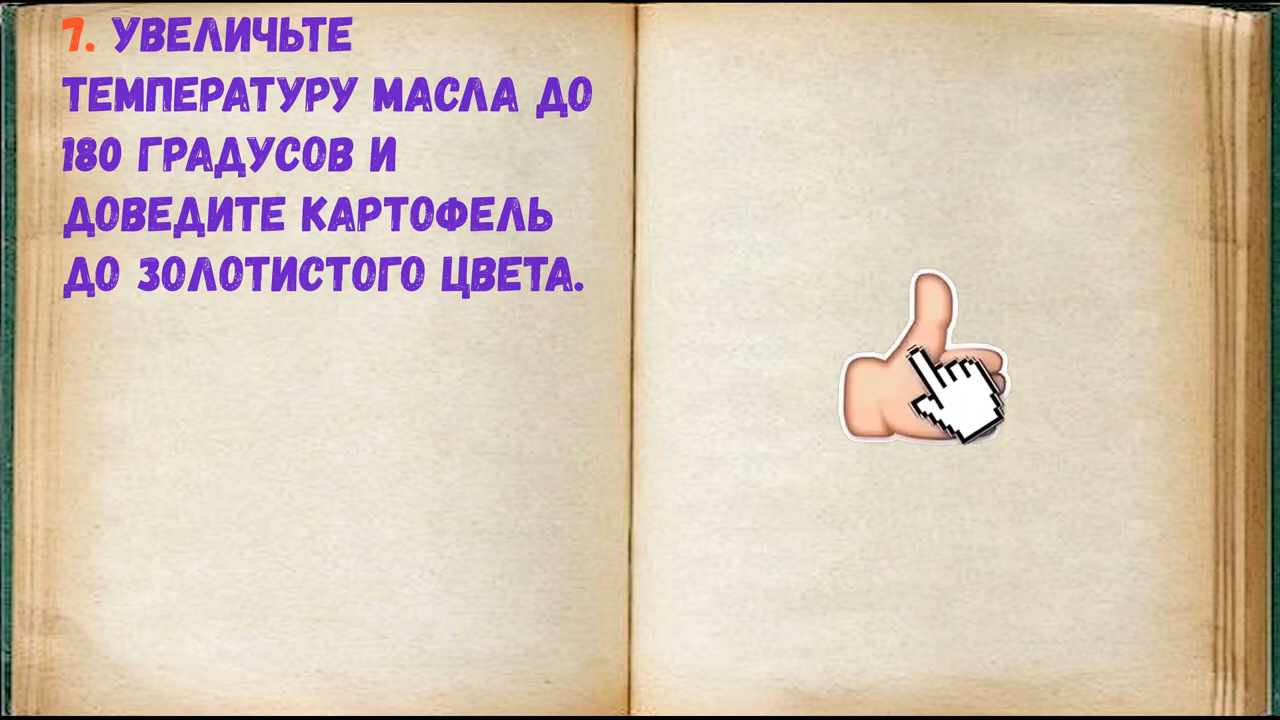 7. УВЕЛИЧЬТЕ
ТЕМПЕРАТУРУ МАСЛА ДО
180 ГРАДУСОВ И
ДОВЕДИТЕ КАРТОФЕЛЬ
ДО ЗОЛОТИСТОГО ЦВЕТА.